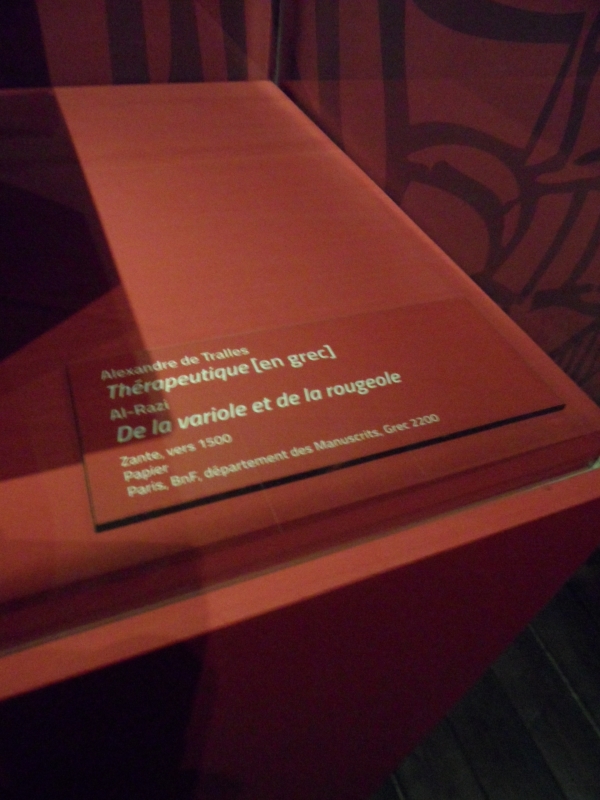 Alexandre de Tralles
Thérapeutique [en grec]
Al-Razi
De la variole et de la rougeole
Zante, vers 1500
Papier
Paris, BnF, département des Manuscrits, Grec 2200